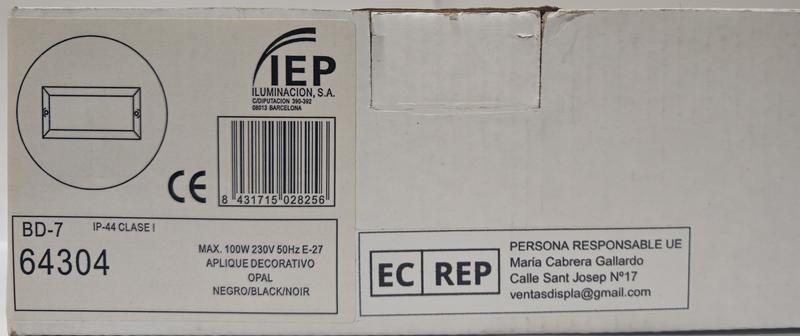 IEP
ILUMINACION, S.A.
C/DIPUTACION 390-392
08013 BARCELONA
CE
8 431715 028256
BD-7 IP-44 CLASE I
64304
MAX. 100W 230V 50Hz E-27
APLIQUE DECORATIVO
OPAL
NEGRO/BLACK/NOIR
EC REP
PERSONA RESPONSABLE UE
María Cabrera Gallardo
Calle Sant Josep Nº17
ventasdispla@gmail.com